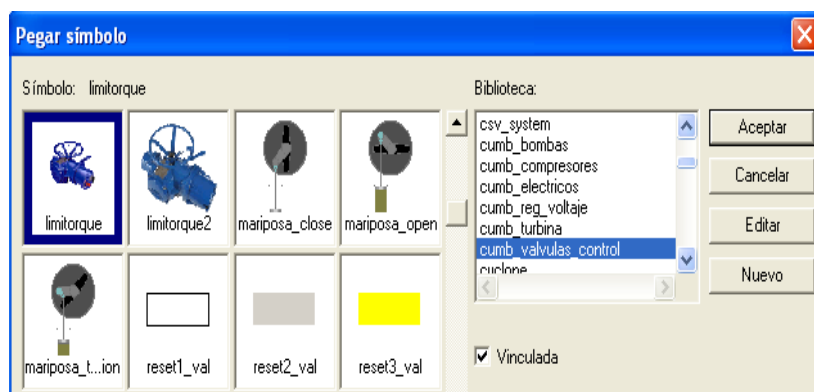 Pegar símbolo
Símbolo: limitorque
limitorque
limitorque2
mariposa_close
mariposa_open
mariposa_t...ion
reset1_val
reset2_val
reset3_val
Biblioteca:
csv_system
cumb_bombas
cumb_compresores
cumb_electricos
cumb_reg_voltaje
cumb_turbina
cumb_valvulas_control
cuclone
Vinculada
Aceptar
Cancelar
Editar
Nuevo